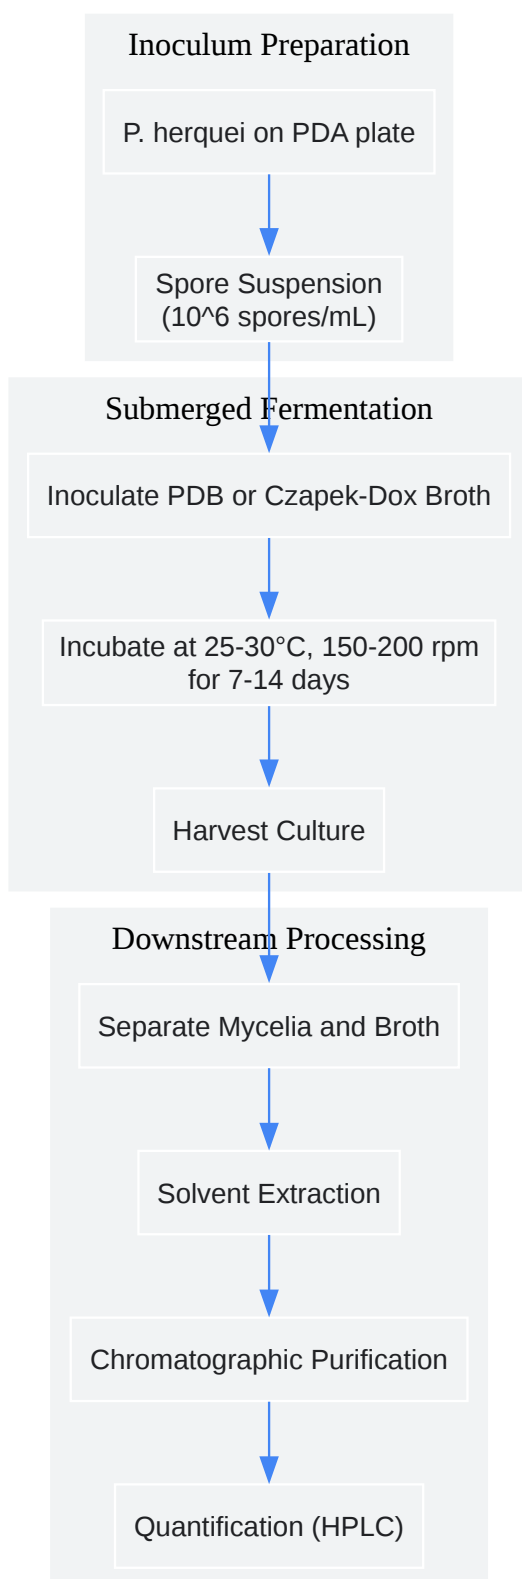 Inoculum Preparation
P. herquei on PDA plate
Spore Suspension
(10^6 spores/mL)
Submerged Fermentation
Inoculate PDB or Czapek-Dox Broth
Incubate at 25-30°C, 150-200 rpm
for 7-14 days
Harvest Culture
Downstream Processing
Separate Mycelia and Broth
Solvent Extraction
Chromatographic Purification
Quantification (HPLC)